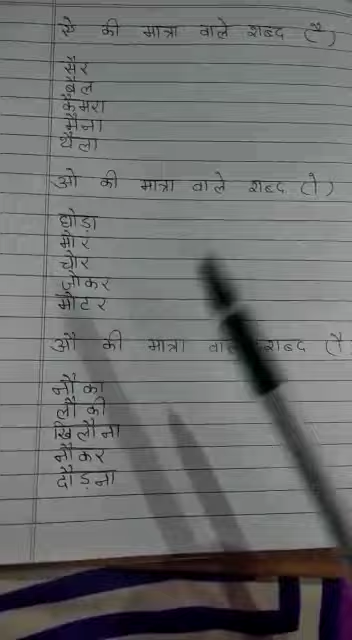 ऐ की मात्रा वाले शब्द (ै)
सैर
बैल
कैमरा
मैना
थैला
ओ की मात्रा वाले शब्द (ो)
घोड़ा
मोर
चोर
जोकर
मोटर
औ की मात्रा वाले शब्द (ौ
नौका
लौकी
खिलौना
नौकर
दौड़ना